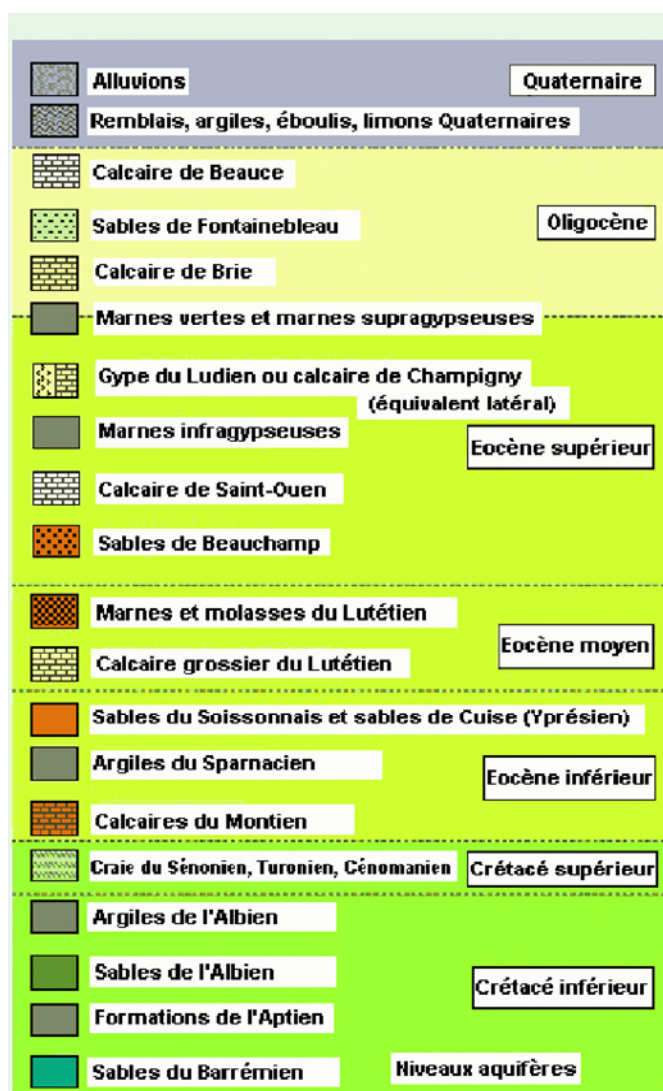 Alluvions
Quaternaire
Remblais, argiles, éboulis, limons Quaternaires
Calcaire de Beauce
Sables de Fontainebleau
Oligocène
Calcaire de Brie
Marnes vertes et marnes supragypseuses
Gype du Ludien ou calcaire de Champigny
(équivalent latéral)
Marnes infragypseuses
Eocène supérieur
Calcaire de Saint-Ouen
Sables de Beauchamp
Marnes et molasses du Lutétien
Eocène moyen
Calcaire grossier du Lutétien
Sables du Soissonnais et sables de Cuise (Yprésien)
Argiles du Sparnacien
Eocène inférieur
Calcaires du Montien
Craie du Sénonien, Turonien, Cénomanien
Crétacé supérieur
Argiles de l'Albien
Sables de l'Albien
Crétacé inférieur
Formations de l'Aptien
Sables du Barrémien
Niveaux aquifères